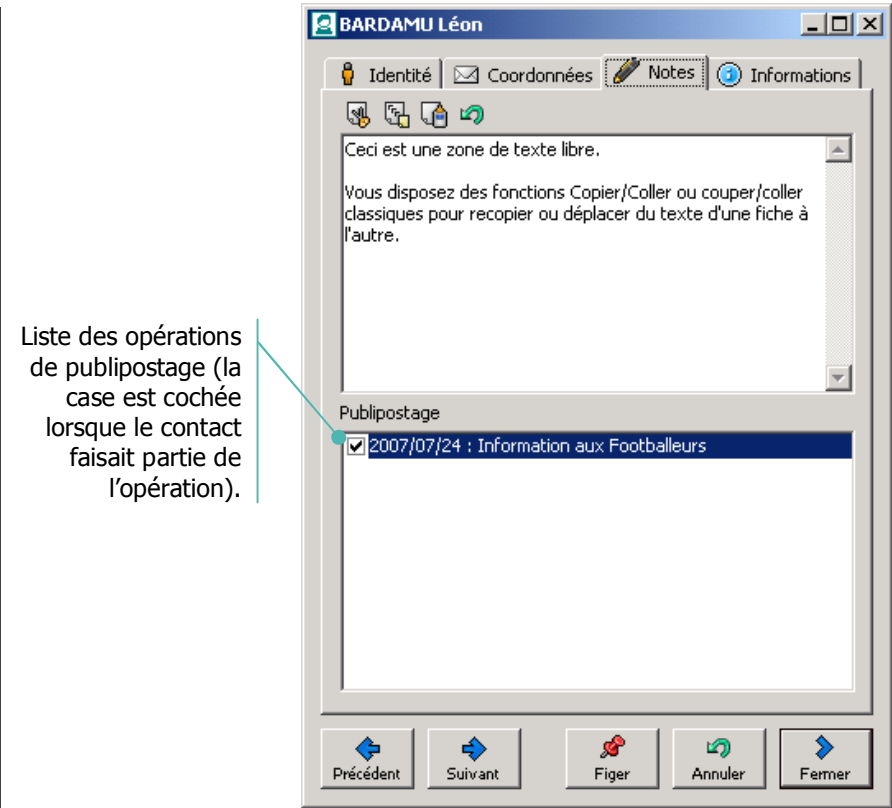 BARDAMU Léon
Identité Coordonnées Notes Informations
Ceci est une zone de texte libre.
Vous disposez des fonctions Copier/Coller ou couper/coller
classiques pour recopier ou déplacer du texte d'une fiche à
l'autre.
Liste des opérations
de publipostage (la
case est cochée
lorsque le contact
faisait partie de
l’opération).
Publipostage
2007/07/24 : Information aux Footballeurs
Précédent Suivant Figer Annuler Fermer